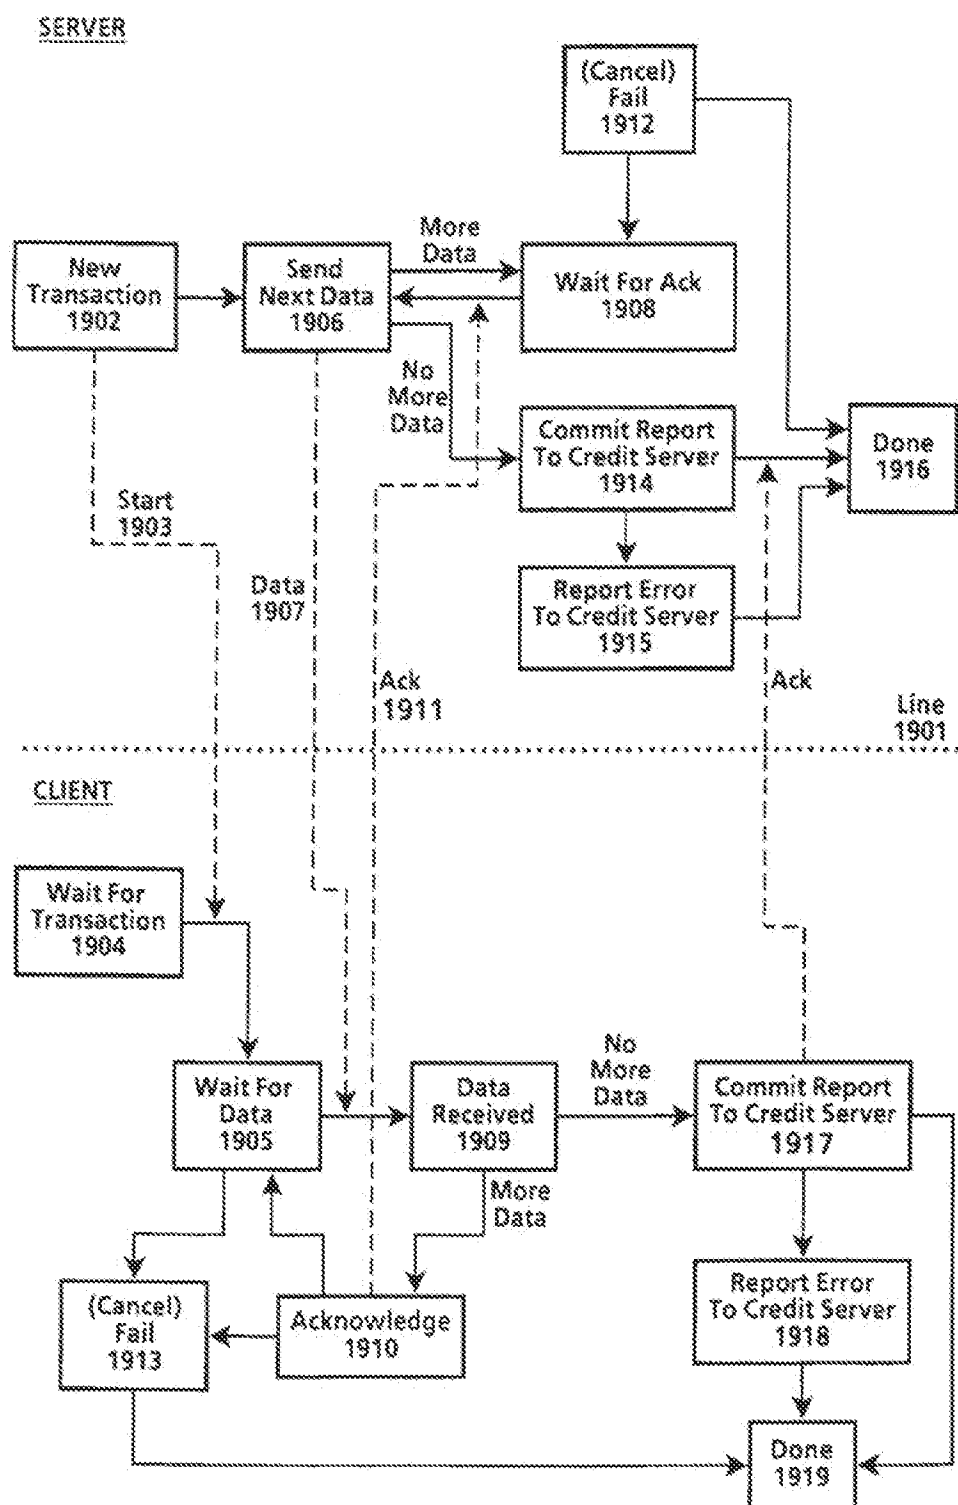 SERVER
(Cancel)
Fail
1912
More
Data
New
Transaction
1902
Send
Next Data
1906
Wait For Ack
1908
No
More
Data
Commit Report
To Credit Server
1914
Done
1916
Start
1903
Data
1907
Report Error
To Credit Server
1915
Ack
1911
Ack
Line
1901
CLIENT
Wait For
Transaction
1904
No
More
Data
Wait For
Data
1905
Data
Received
1909
Commit Report
To Credit Server
1917
More
Data
(Cancel)
Fail
1913
Acknowledge
1910
Report Error
To Credit Server
1918
Done
1919